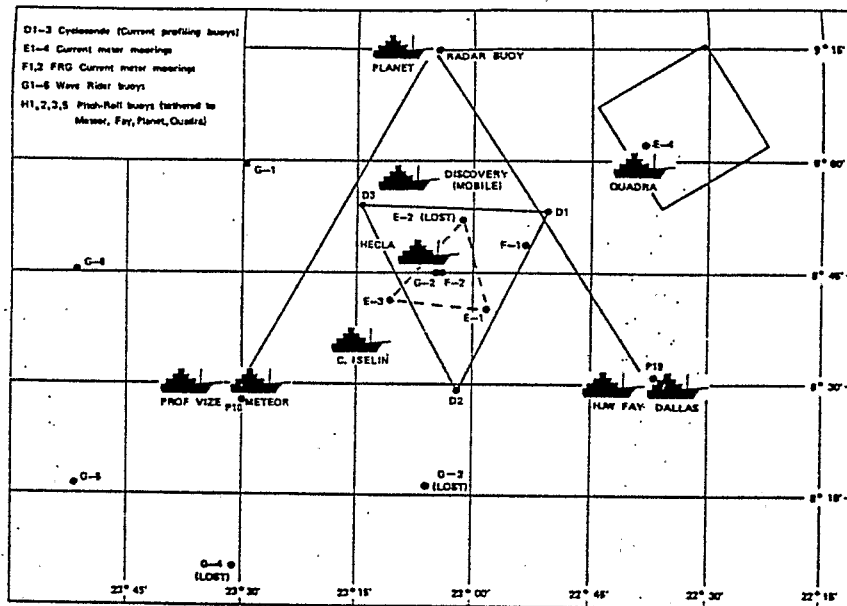 D1-3 Cyclesonde (Current profiling buoys)
E1-4 Current meter moorings
F1,2 FRG Current meter moorings
G1-6 Wave Rider buoys
H1,2,3,5 Pitch-Roll buoys (tethered to
Meteor, Fay, Planet, Quadra)
PLANET
RADAR BUOY
9° 15'
E-4
QUADRA
9° 00'
G-1
DISCOVERY
(MOBILE)
D3
E-2 (LOST)
D1
HECLA
F-1
G-6
G-2
F-2
8° 45'
E-3
E-1
C. ISELIN
PROF VIZE
METEOR
P10
D2
HJW FAY
DALLAS
P19
8° 30'
G-5
G-3
(LOST)
8° 15'
G-4
(LOST)
23° 45'
23° 30'
23° 15'
23° 00'
22° 45'
22° 30'
22° 15'